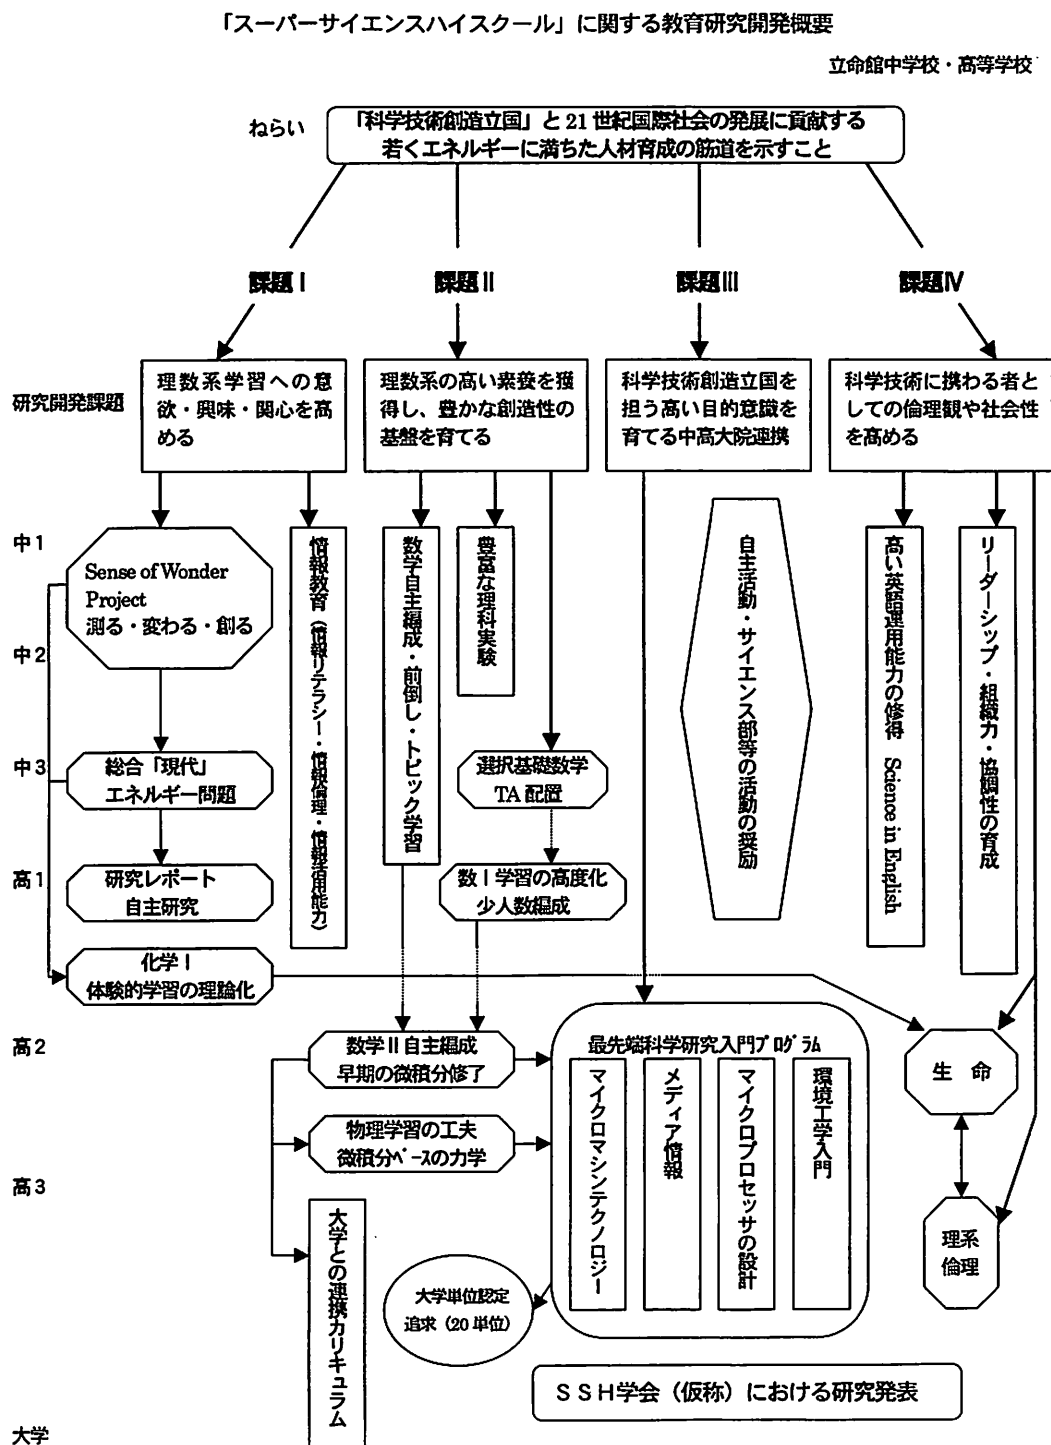 「スーパーサイエンスハイスクール」に関する教育研究開発概要
立命館中学校・高等学校
ねらい
「科学技術創造立国」と21世紀国際社会の発展に貢献する
若くエネルギーに満ちた人材育成の筋道を示すこと
課題Ⅰ
課題Ⅱ
課題Ⅲ
課題Ⅳ
研究開発課題
理数系学習への意
欲・興味・関心を高
める
理数系の高い素養を獲
得し、豊かな創造性の
基盤を育てる
科学技術創造立国を
担う高い目的意識を
育てる中高大院連携
科学技術に携わる者と
しての倫理観や社会性
を高める
中1
中2
中3
高1
高2
高3
大学
Sense of Wonder
Project
測る・変わる・創る
情報教育（情報リテラシー・情報倫理・情報活用能力）
数学自主編成・前倒し・トピック学習
豊富な理科実験
自主活動・サイエンス部等の活動の奨励
高い英語運用能力の修得 Science in English
リーダーシップ・組織力・協調性の育成
総合「現代」
エネルギー問題
選択基礎数学
TA配置
研究レポート
自主研究
数Ⅰ学習の高度化
少人数編成
化学Ⅰ
体験的学習の理論化
数学Ⅱ自主編成
早期の微積分修了
物理学習の工夫
微積分ﾍﾞｰｽの力学
大学との連携カリキュラム
最先端科学研究入門ﾌﾟﾛｸﾞﾗﾑ
マイクロマシンテクノロジー
メディア情報
マイクロプロセッサの設計
環境工学入門
生 命
理系
倫理
大学単位認定
追求（20単位）
ＳＳＨ学会（仮称）における研究発表